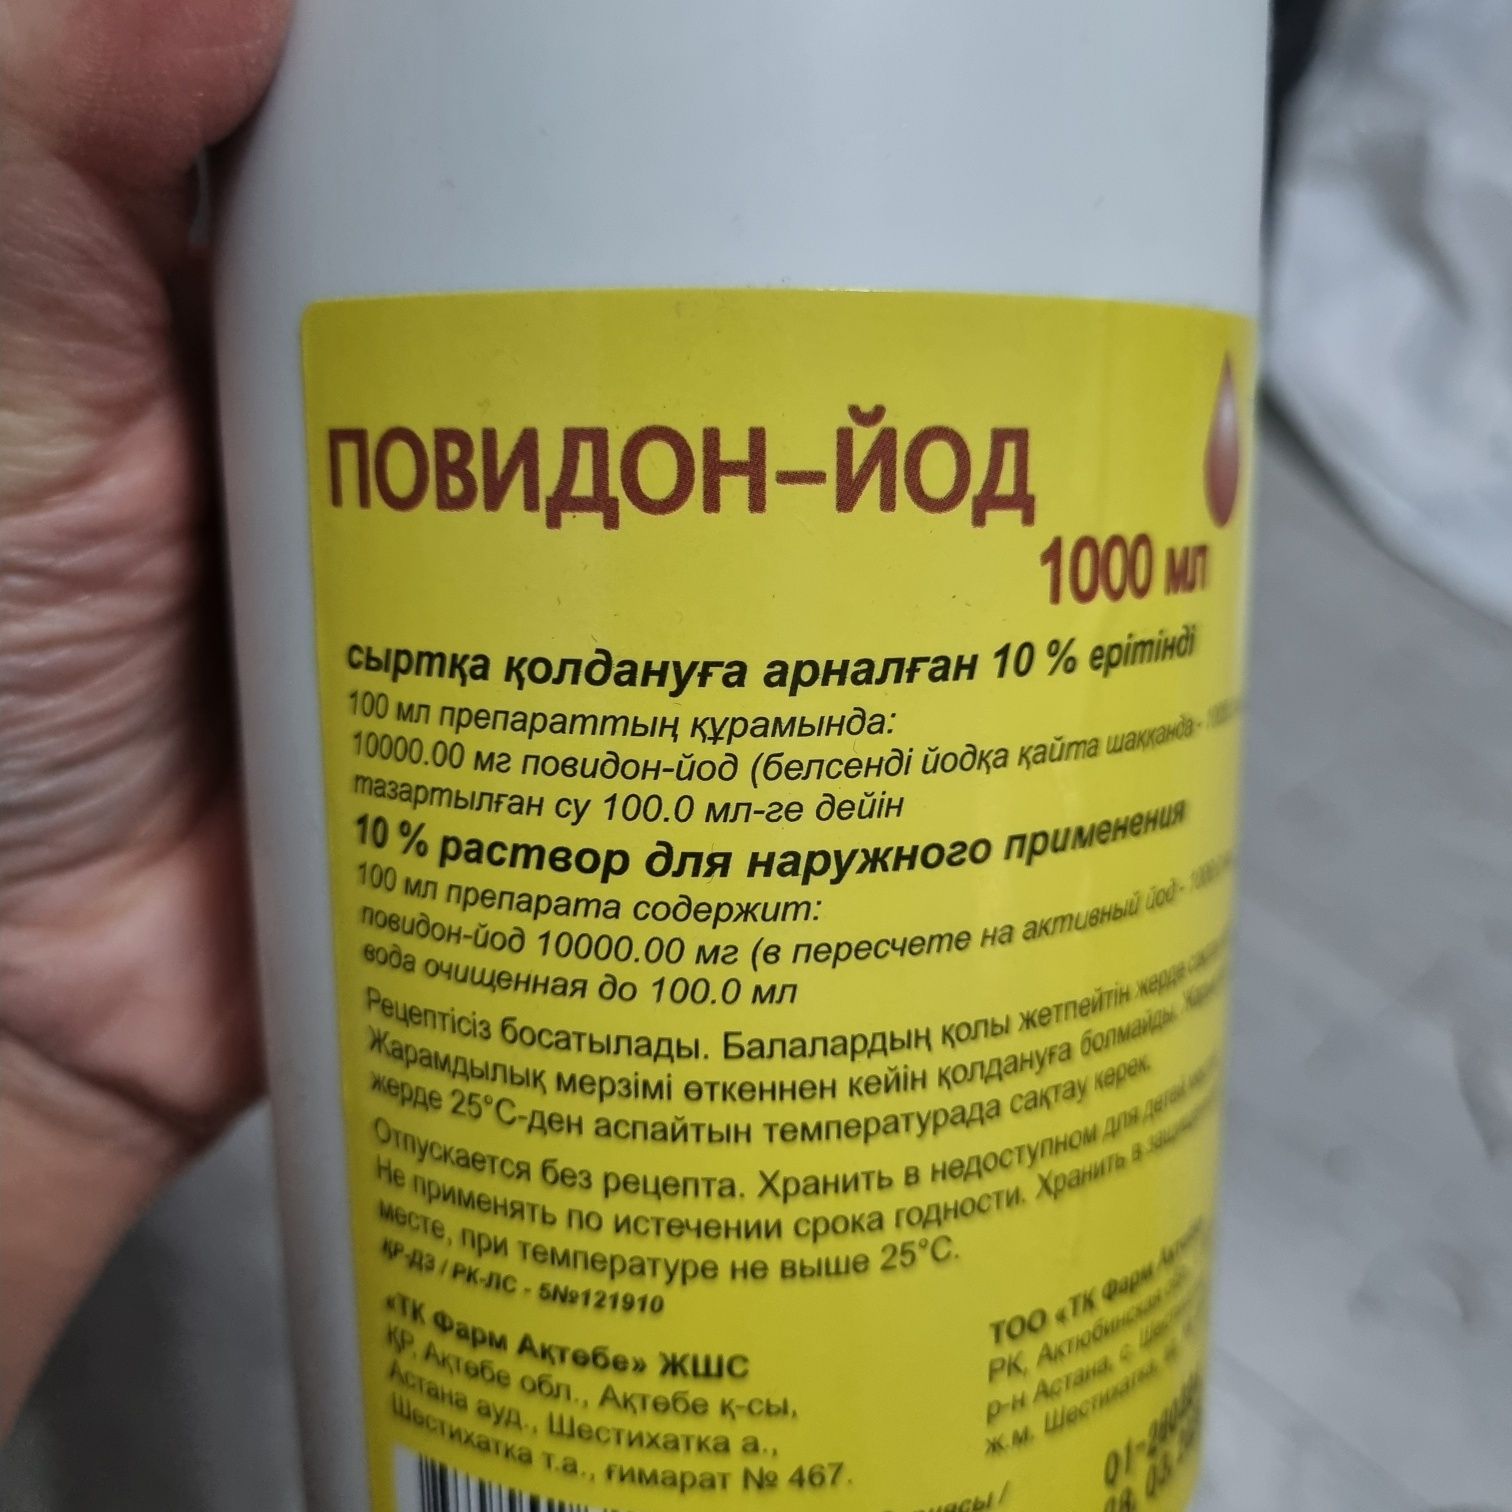 ПОВИДОН-ЙОД
1000 мл
сыртқа қолдануға арналған 10 % ерітінді
100 мл препараттың құрамында:
10000.00 мг повидон-йод (белсенді йодқа қайта шаққанда -
тазартылған су 100.0 мл-ге дейін
10 % раствор для наружного применения
100 мл препарата содержит:
повидон-йод 10000.00 мг (в пересчете на активный йод -
вода очищенная до 100.0 мл
Рецептісіз босатылады. Балалардың қолы жетпейтін жерде
Жарамдылық мерзімі өткеннен кейін қолдануға болмайды.
жерде 25°С-ден аспайтын температурада сақтау керек.
Отпускается без рецепта. Хранить в недоступном для детей
Не применять по истечении срока годности. Хранить в
месте, при температуре не выше 25°С.
ҚР-ДЗ / РК-ЛС - 5№121910
«ТК Фарм Ақтөбе» ЖШС
ҚР, Ақтөбе обл., Ақтөбе қ-сы,
Астана ауд., Шестихатка а.,
Шестихатка т.а., ғимарат № 467.
ТОО «ТК Фарм
РК, Актюбинская
р-н Астана, с.
ж.м. Шестихатка,